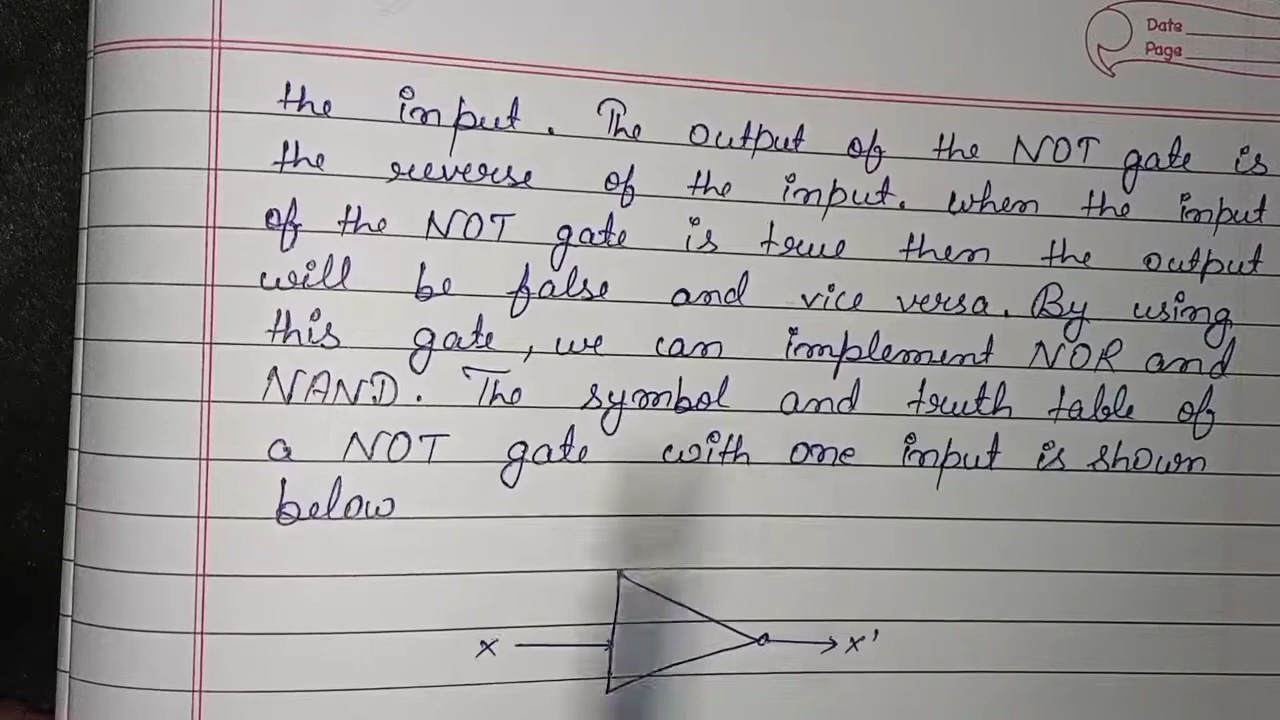 Date
Page
the input. The output of the NOT gate is
the reverse of the input. when the input
of the NOT gate is true then the output
will be false and vice versa. By using
this gate, we can implement NOR and
NAND. The symbol and truth table of
a NOT gate with one input is shown
below
x x'